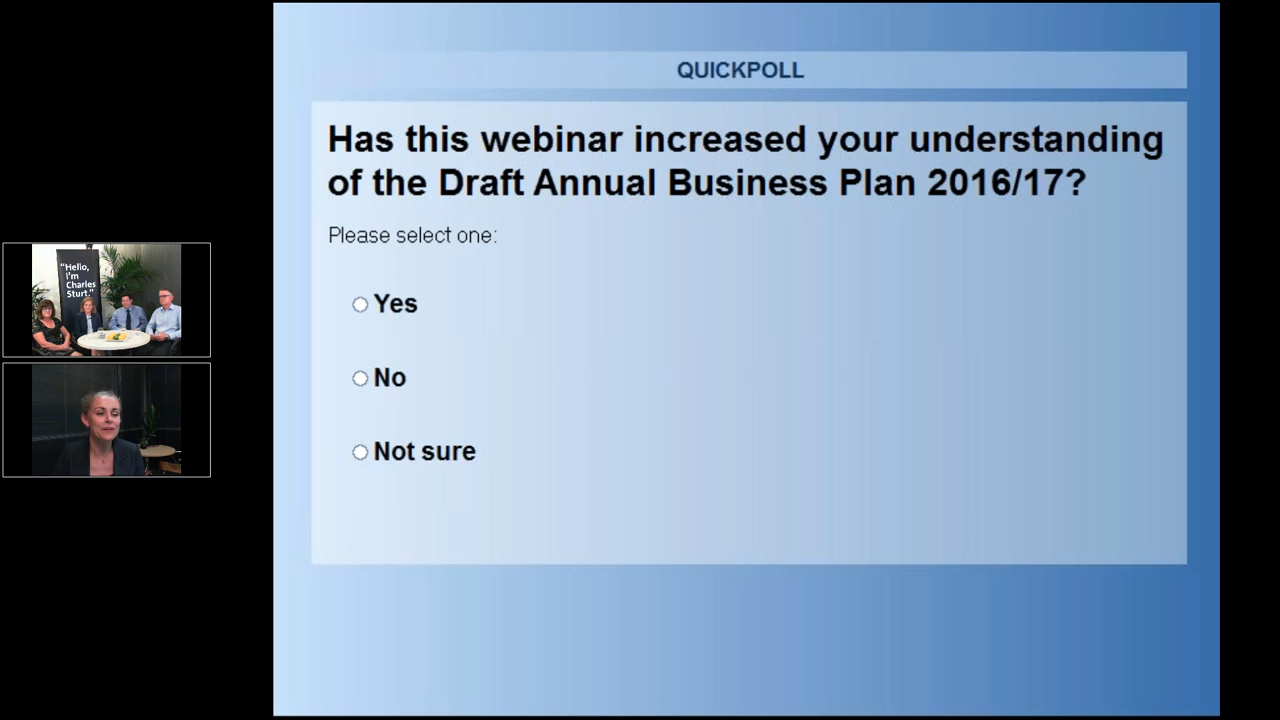 QUICKPOLL
Has this webinar increased your understanding
of the Draft Annual Business Plan 2016/17?
Please select one:
Yes
No
Not sure
"Hello,
I'm
Charles
Sturt."